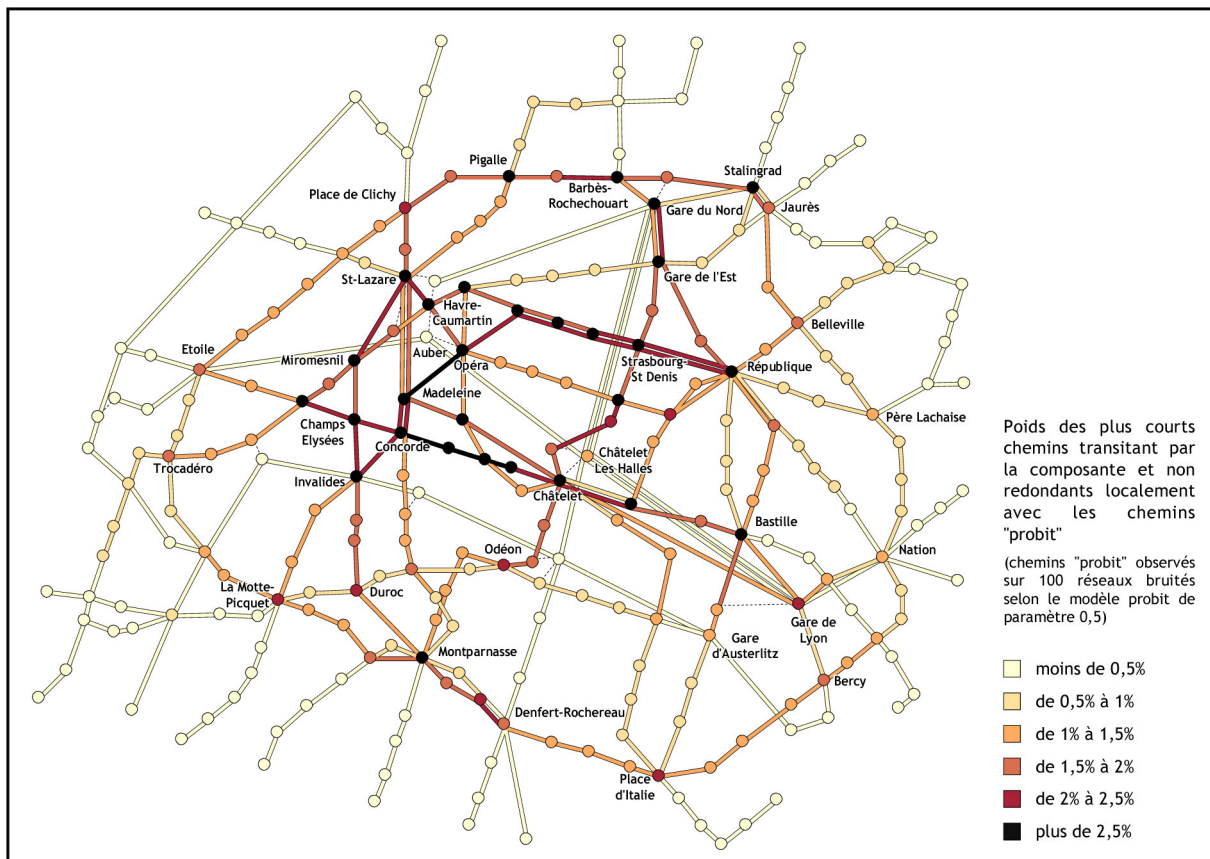 Pigalle
Stalingrad
Place de Clichy
Barbès-
Rochechouart
Gare du Nord
Jaurès
St-Lazare
Gare de l'Est
Havre-
Caumartin
Belleville
Etoile
Miromesnil
Auber
Opéra
Strasbourg-
St Denis
République
Madeleine
Père Lachaise
Champs
Elysées
Concorde
Châtelet
Les Halles
Trocadéro
Invalides
Châtelet
Bastille
Odéon
Nation
La Motte-
Picquet
Duroc
Gare de
Lyon
Gare
d'Austerlitz
Montparnasse
Bercy
Denfert-Rochereau
Place
d'Italie
Poids des plus courts
chemins transitant par
la composante et non
redondants localement
avec les chemins
"probit"
(chemins "probit" observés
sur 100 réseaux bruités
selon le modèle probit de
paramètre 0,5)
moins de 0,5%
de 0,5% à 1%
de 1% à 1,5%
de 1,5% à 2%
de 2% à 2,5%
plus de 2,5%